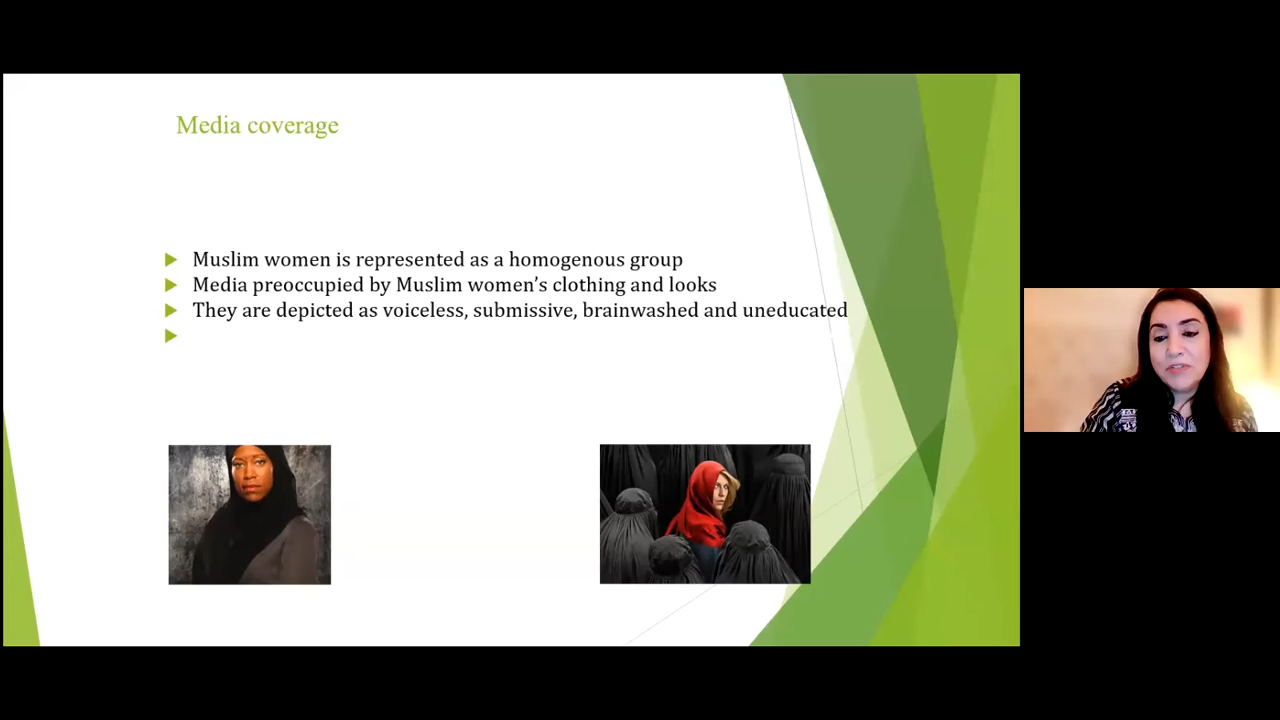 Media coverage
Muslim women is represented as a homogenous group
Media preoccupied by Muslim women’s clothing and looks
They are depicted as voiceless, submissive, brainwashed and uneducated